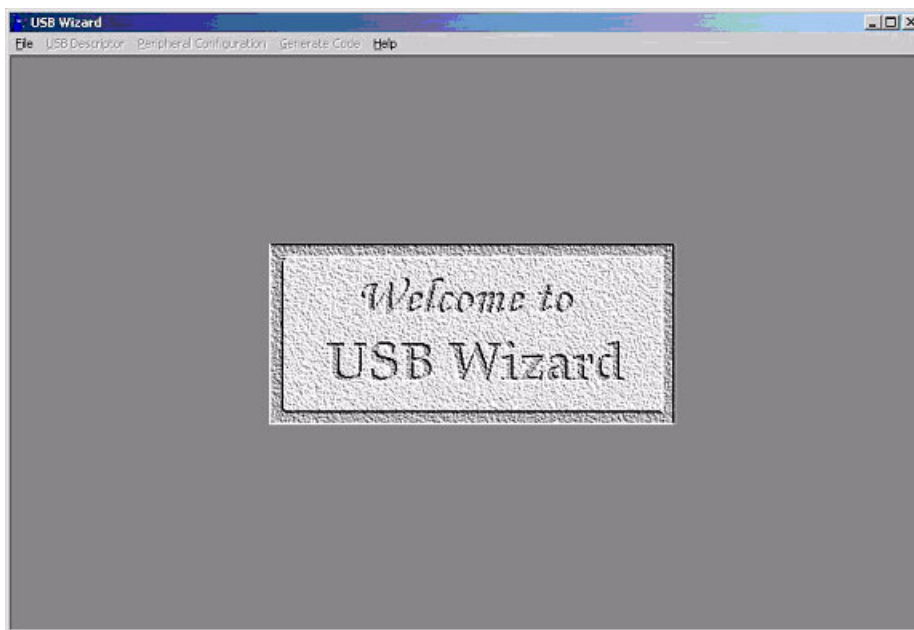 USB Wizard
File USB Descriptor Peripheral Configuration Generate Code Help
Welcome to
USB Wizard